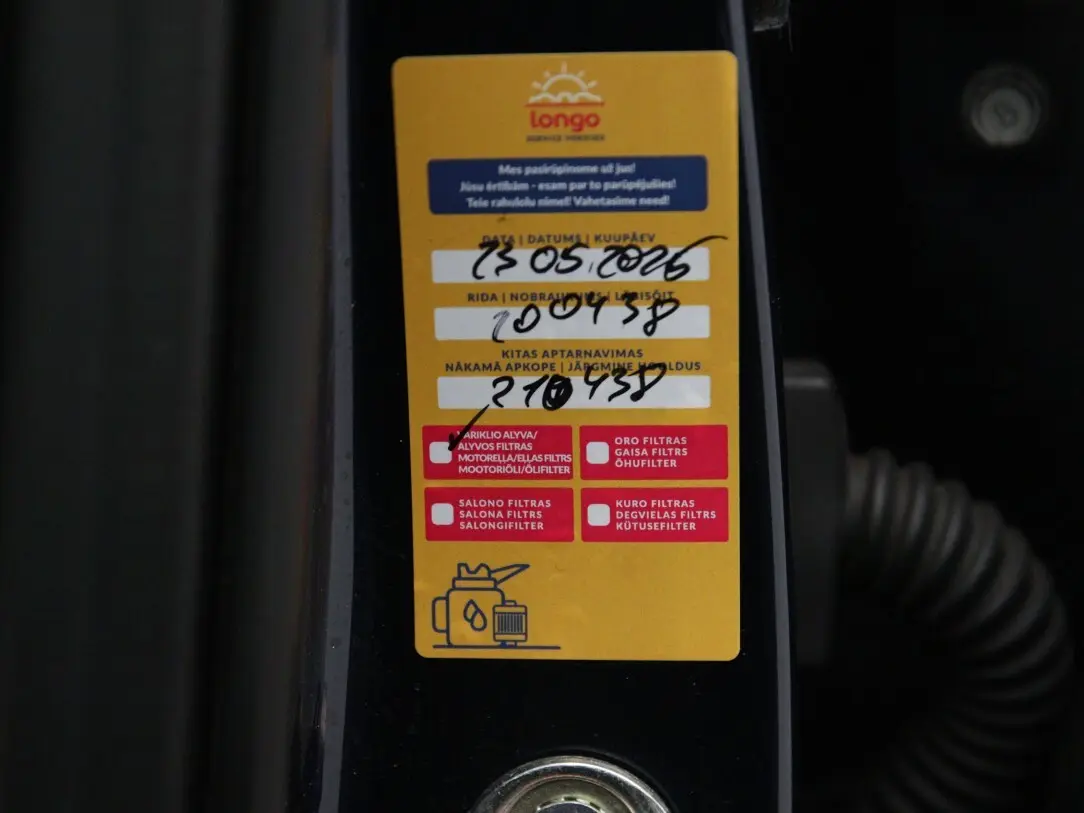 longo
Mes pasirūpinome už jus!
Jūsu ērtībām - esam par to parūpējušies!
Teie rahulolu nimel! Vahetasime need!
DATA | DATUMS | KUUPÄEV
23 05.2026
RIDA | NOBRAUKUMS | LÄBISÕIT
200438
KITAS APTARNAVIMAS
NĀKAMĀ APKOPE | JÄRGMINE HOOLDUS
210438
VARIKLIO ALYVA/
ALYVOS FILTRAS
MOTOREĻĻA/EĻĻAS FILTRS
MOOTORIÕLI/ÕLIFILTER
ORO FILTRAS
GAISA FILTRS
ÕHUFILTER
SALONO FILTRAS
SALONA FILTRS
SALONGIFILTER
KURO FILTRAS
DEGVIELAS FILTRS
KÜTUSEFILTER